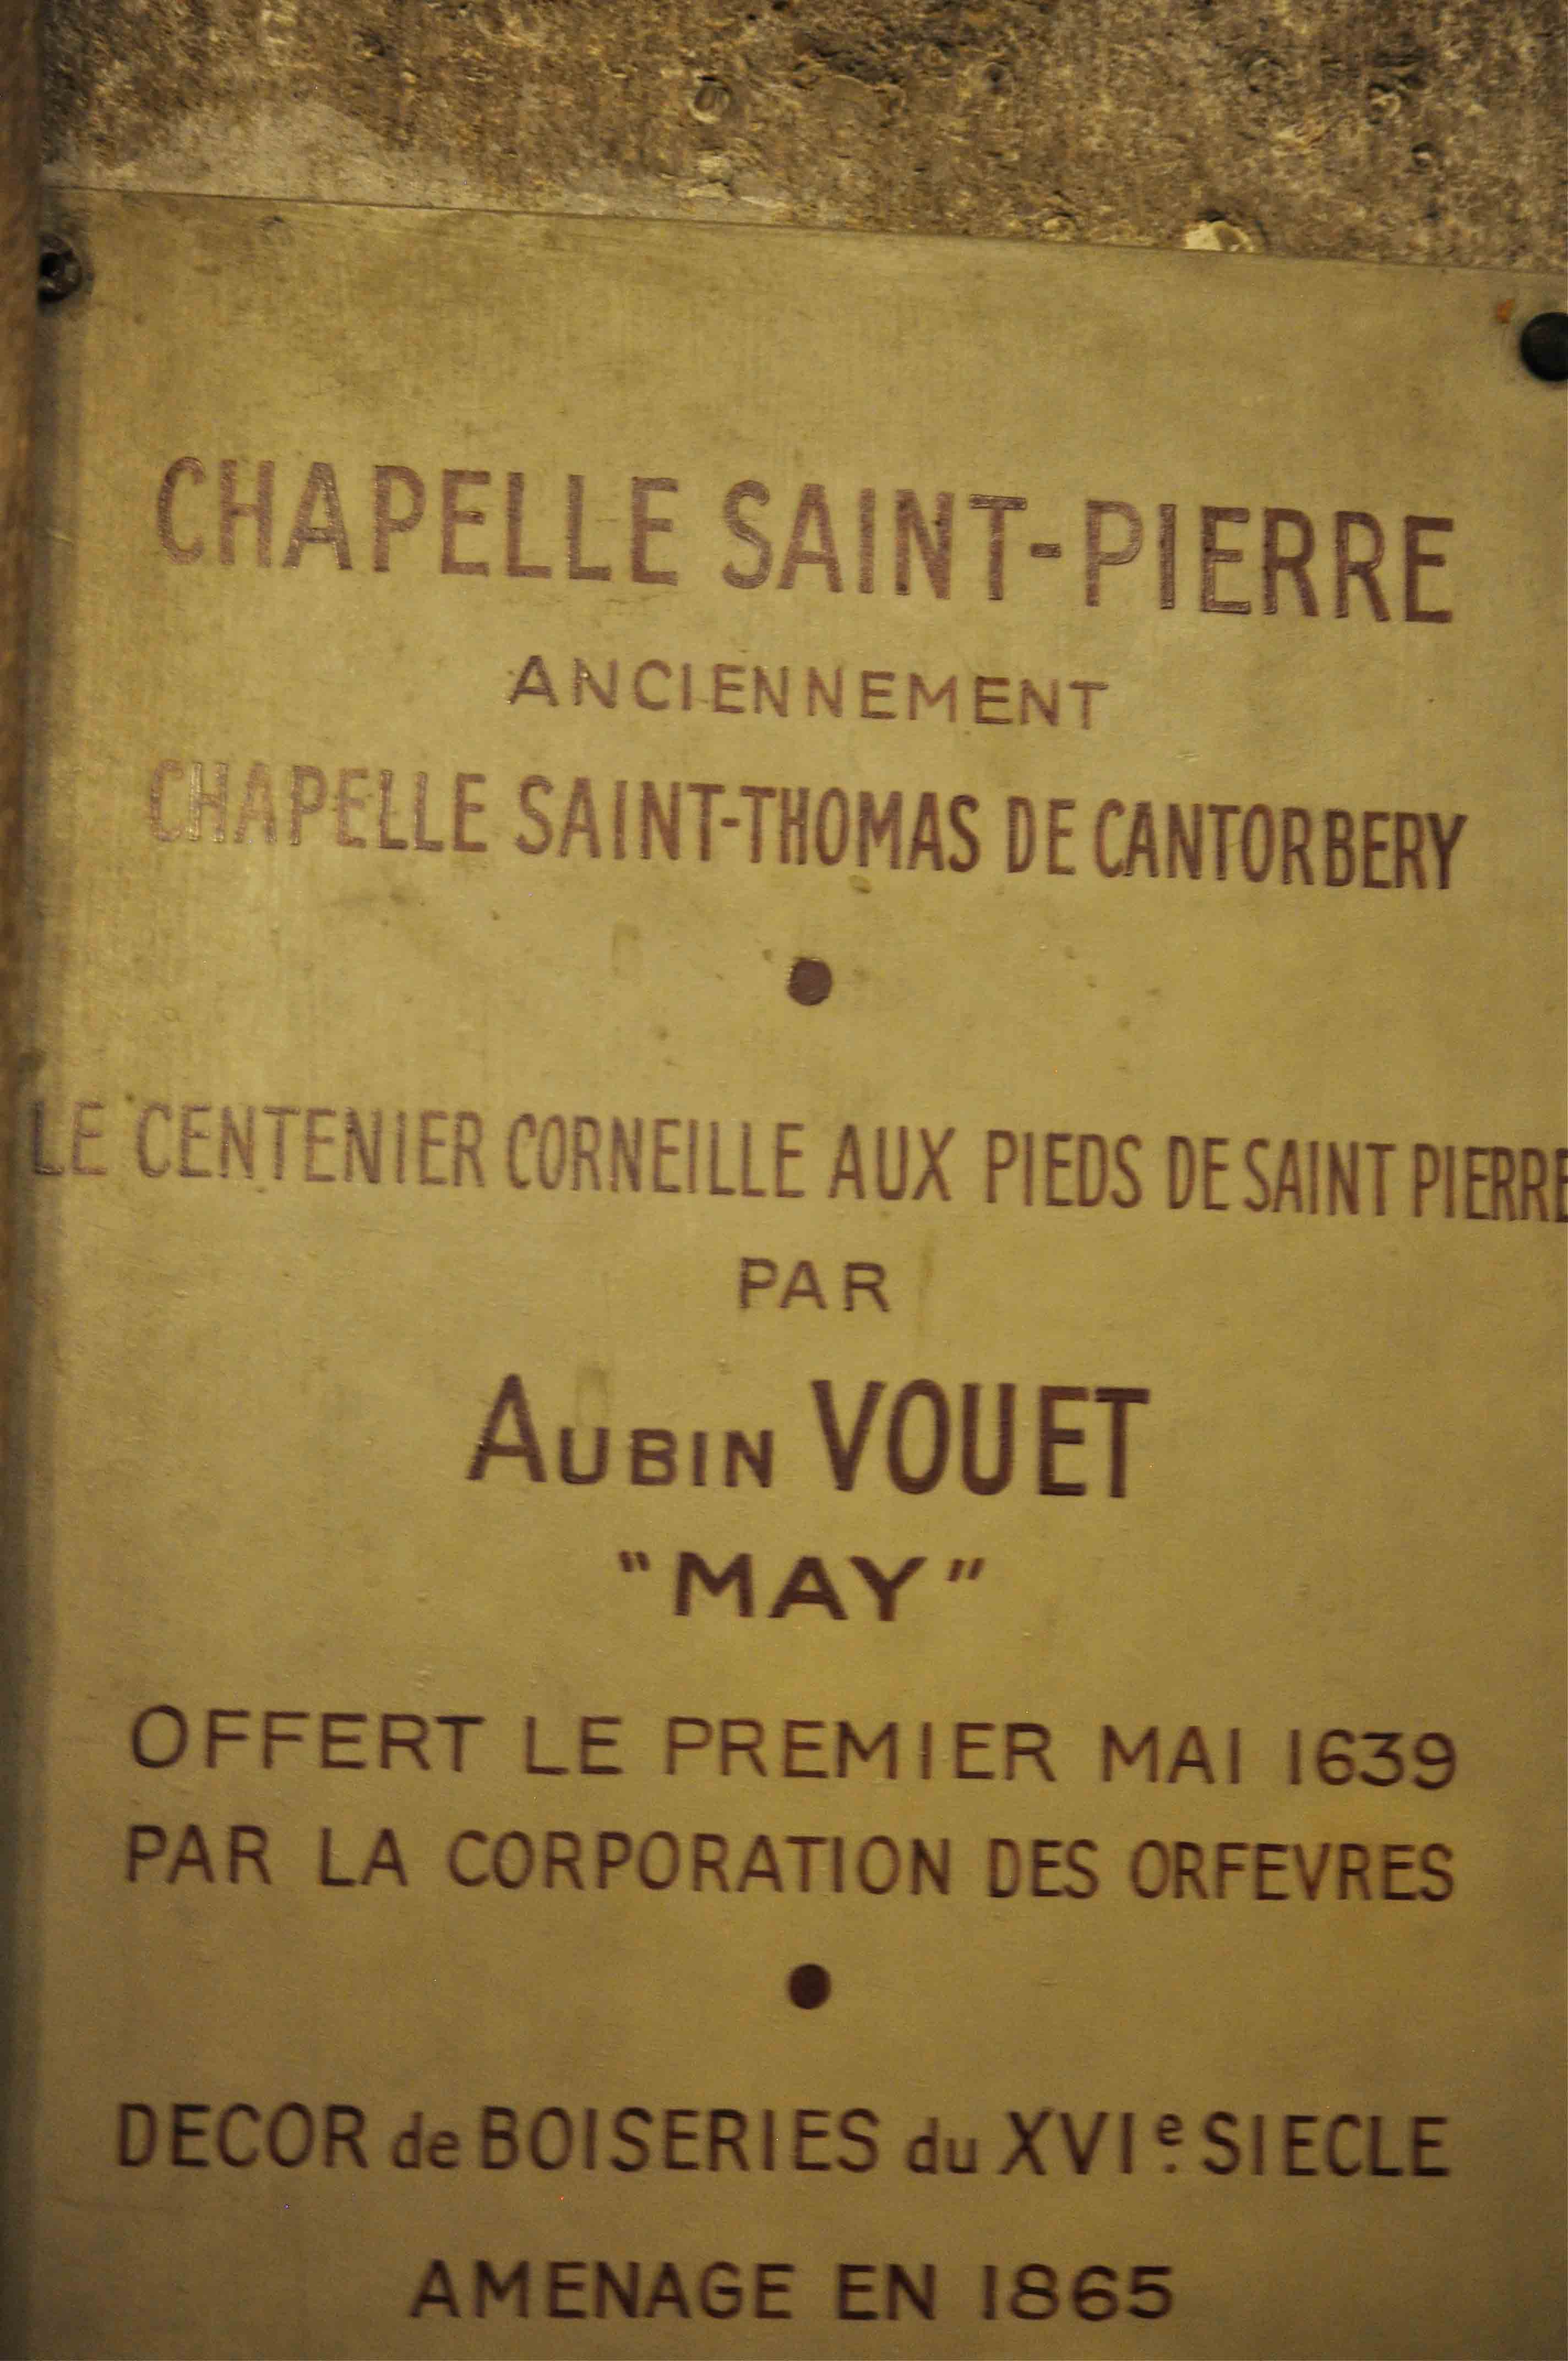 CHAPELLE SAINT-PIERRE
ANCIENNEMENT
CHAPELLE SAINT-THOMAS DE CANTORBERY
●
LE CENTENIER CORNEILLE AUX PIEDS DE SAINT PIERRE
PAR
AUBIN VOUET
"MAY"
OFFERT LE PREMIER MAI 1639
PAR LA CORPORATION DES ORFEVRES
●
DECOR de BOISERIES du XVIe SIECLE
AMENAGE EN 1865